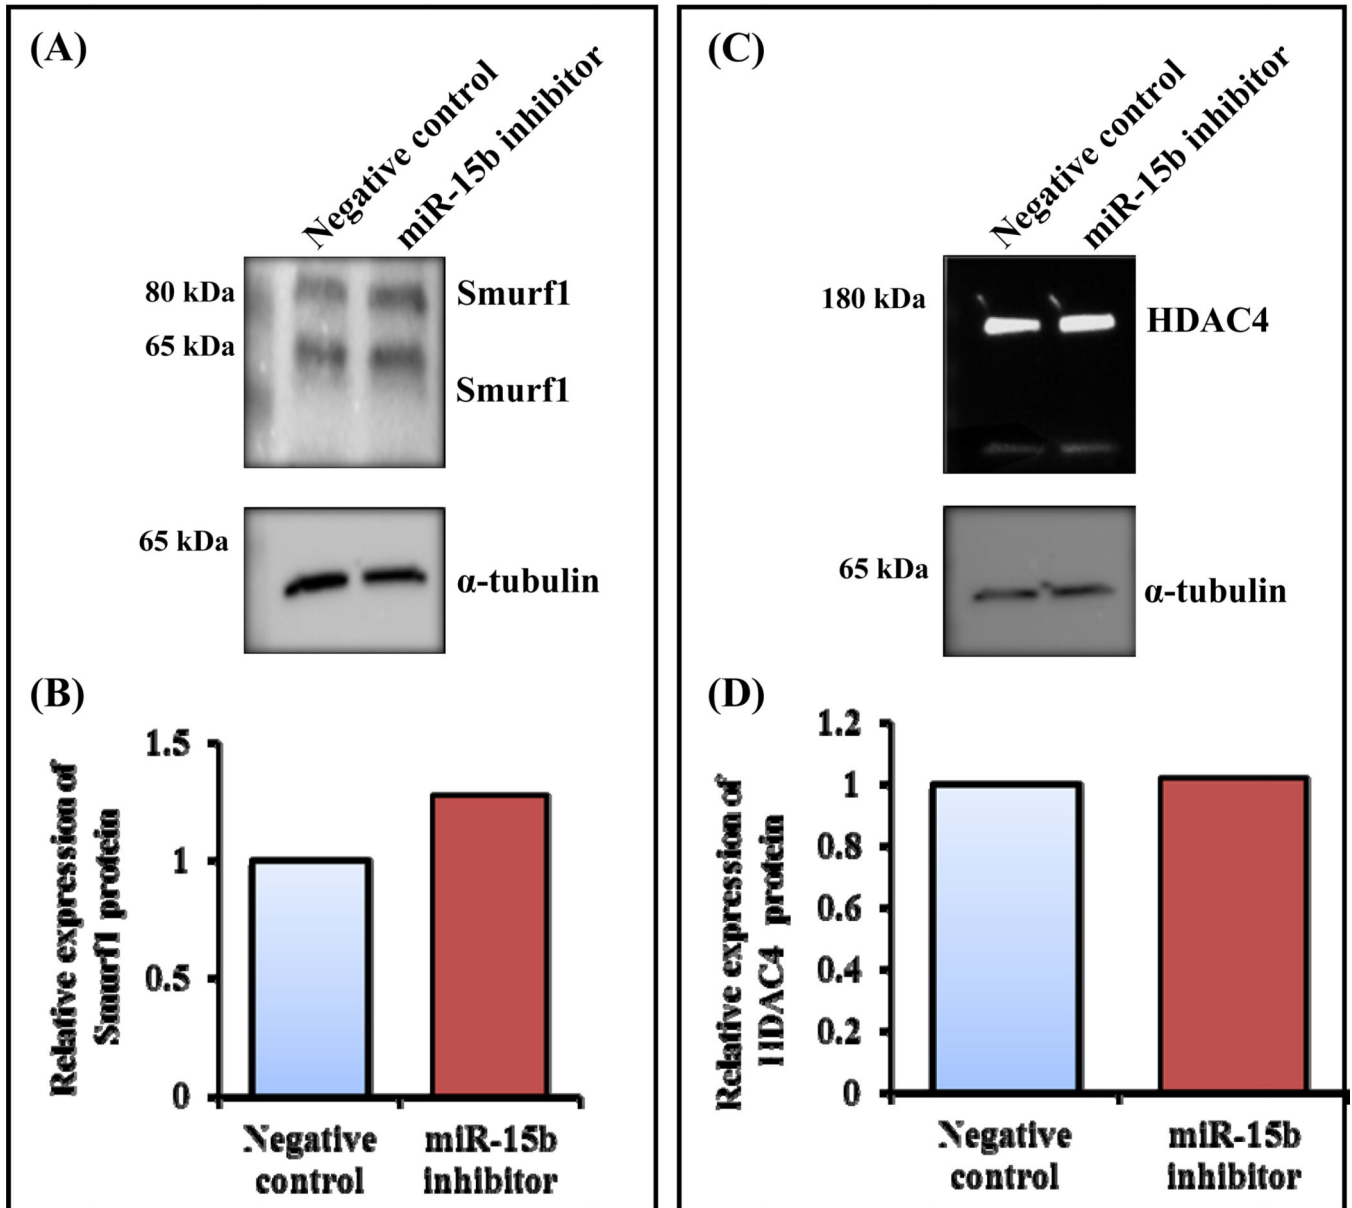 (A)
Negative control
miR-15b inhibitor
80 kDa
Smurf1
65 kDa
Smurf1
65 kDa
α-tubulin
(B)
Relative expression of
Smurf1 protein
1.5
1
0.5
0
Negative
control
miR-15b
inhibitor
(C)
Negative control
miR-15b inhibitor
180 kDa
HDAC4
65 kDa
α-tubulin
(D)
Relative expression of
HDAC4 protein
1.2
1
0.8
0.6
0.4
0.2
0
Negative
control
miR-15b
inhibitor